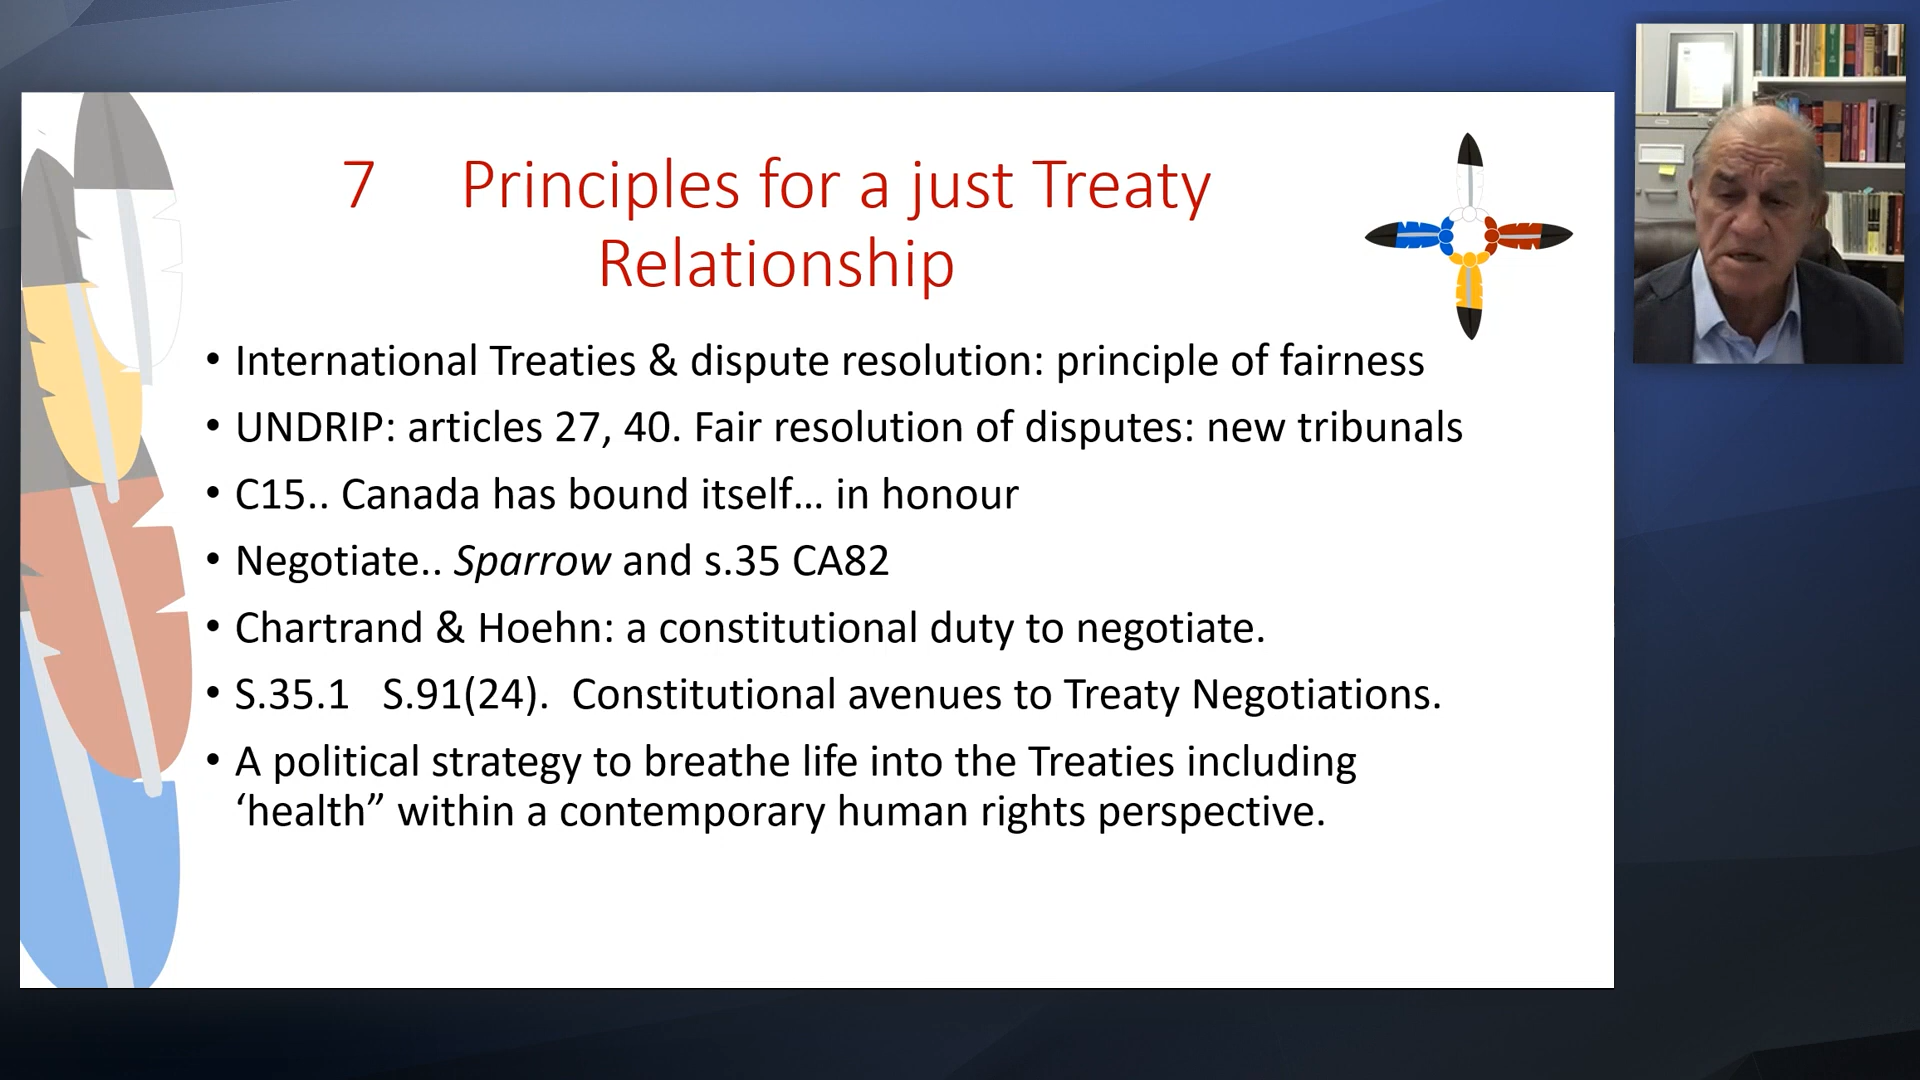 7 Principles for a just Treaty
Relationship
• International Treaties & dispute resolution: principle of fairness
• UNDRIP: articles 27, 40. Fair resolution of disputes: new tribunals
• C15.. Canada has bound itself... in honour
• Negotiate.. Sparrow and s.35 CA82
• Chartrand & Hoehn: a constitutional duty to negotiate.
• S.35.1 S.91(24). Constitutional avenues to Treaty Negotiations.
• A political strategy to breathe life into the Treaties including
‘health” within a contemporary human rights perspective.